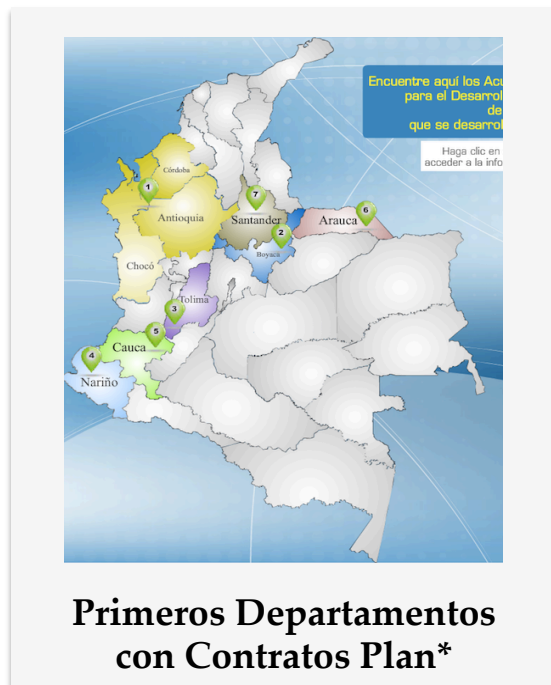 Encuentre aquí los Acu
para el Desarrol
de
que se desarrol
Haga clic en
acceder a la info
Córdoba
1
Antioquia
7
Santander
6
Arauca
2
Boyacá
Chocó
Tolima
3
5
Cauca
4
Nariño
Primeros Departamentos
con Contratos Plan*